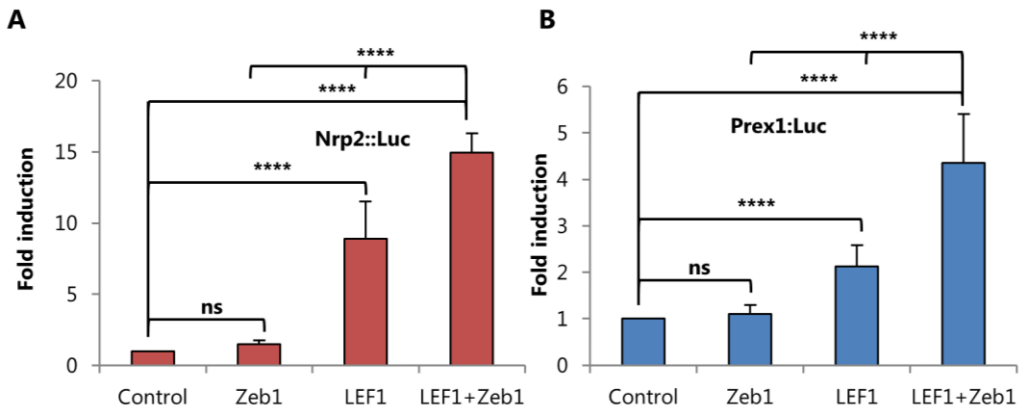 A
****
****
Nrp2::Luc
****
ns
Fold induction
20
15
10
5
0
Control Zeb1 LEF1 LEF1+Zeb1
B
****
****
Prex1:Luc
****
ns
Fold induction
6
5
4
3
2
1
0
Control Zeb1 LEF1 LEF1+Zeb1